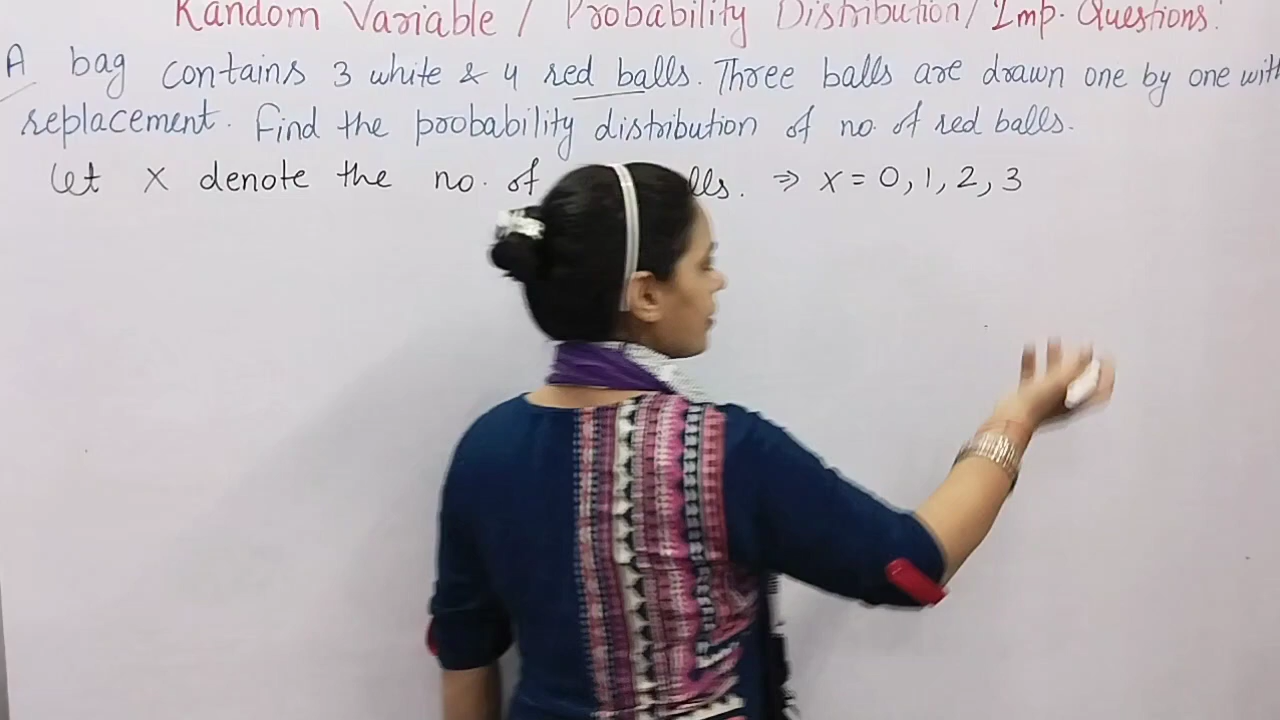 Random Variable / Probability Distribution / Imp. Questions.
A bag contains 3 white & 4 red balls. Three balls are drawn one by one with
replacement. Find the probability distribution of no. of red balls.
Let X denote the no. of lls. ⇒ X = 0, 1, 2, 3